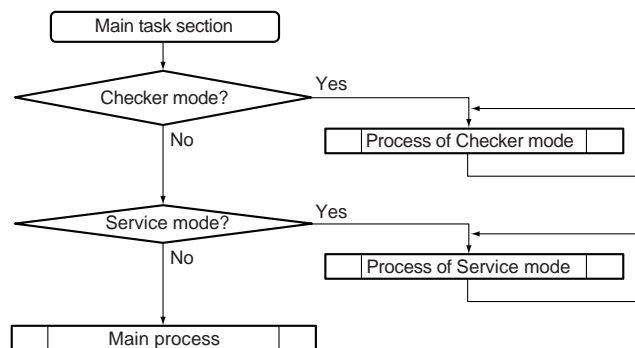 Main task section
Checker mode?
Yes
Process of Checker mode
No
Service mode?
Yes
Process of Service mode
No
Main process